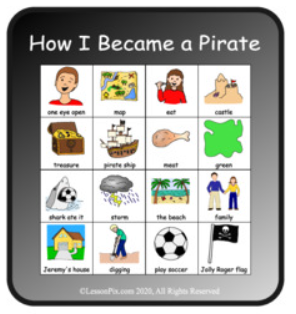 How I Became a Pirate
one eye open map eat castle
treasure pirate ship meat green
shark ate it storm the beach family
Jeremy's house digging play soccer Jolly Roger flag
©LessonPix.com 2020, All Rights Reserved